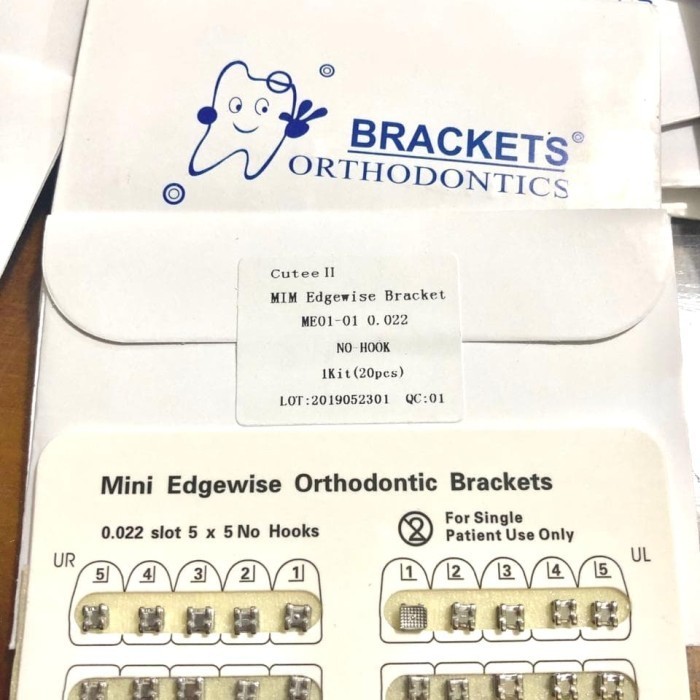 BRACKETS©
ORTHODONTICS
Cutee II
MIM Edgewise Bracket
ME01-01 0.022
NO HOOK
1Kit(20pcs)
LOT:2019052301 QC:01
Mini Edgewise Orthodontic Brackets
0.022 slot 5 x 5 No Hooks
2 For Single
Patient Use Only
UR UL
5 4 3 2 1 1 2 3 4 5